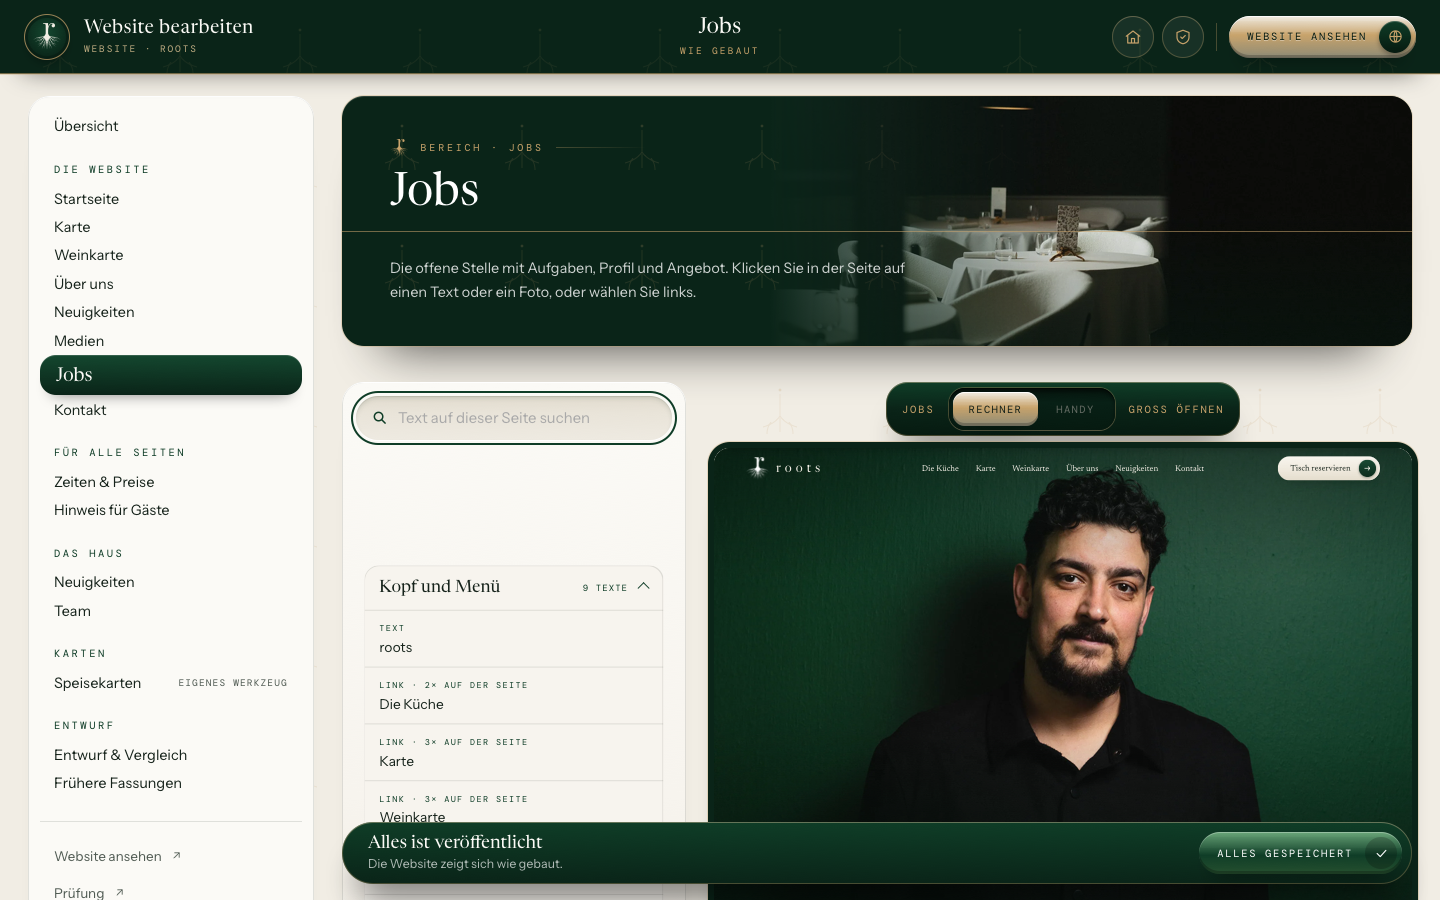 Website bearbeiten
WEBSITE · ROOTS
Jobs
WIE GEBAUT
WEBSITE ANSEHEN
Übersicht
DIE WEBSITE
Startseite
Karte
Weinkarte
Über uns
Neuigkeiten
Medien
Jobs
Kontakt
FÜR ALLE SEITEN
Zeiten & Preise
Hinweis für Gäste
DAS HAUS
Neuigkeiten
Team
KARTEN
Speisekarten EIGENES WERKZEUG
ENTWURF
Entwurf & Vergleich
Frühere Fassungen
Website ansehen
Prüfung
BEREICH · JOBS
Jobs
Die offene Stelle mit Aufgaben, Profil und Angebot. Klicken Sie in der Seite auf
einen Text oder ein Foto, oder wählen Sie links.
Text auf dieser Seite suchen
Kopf und Menü 9 TEXTE
TEXT
roots
LINK · 2× AUF DER SEITE
Die Küche
LINK · 3× AUF DER SEITE
Karte
LINK · 3× AUF DER SEITE
Weinkarte
JOBS RECHNER HANDY GROSS ÖFFNEN
roots Die Küche Karte Weinkarte Über uns Neuigkeiten Kontakt Tisch reservieren
Alles ist veröffentlicht
Die Website zeigt sich wie gebaut.
ALLES GESPEICHERT